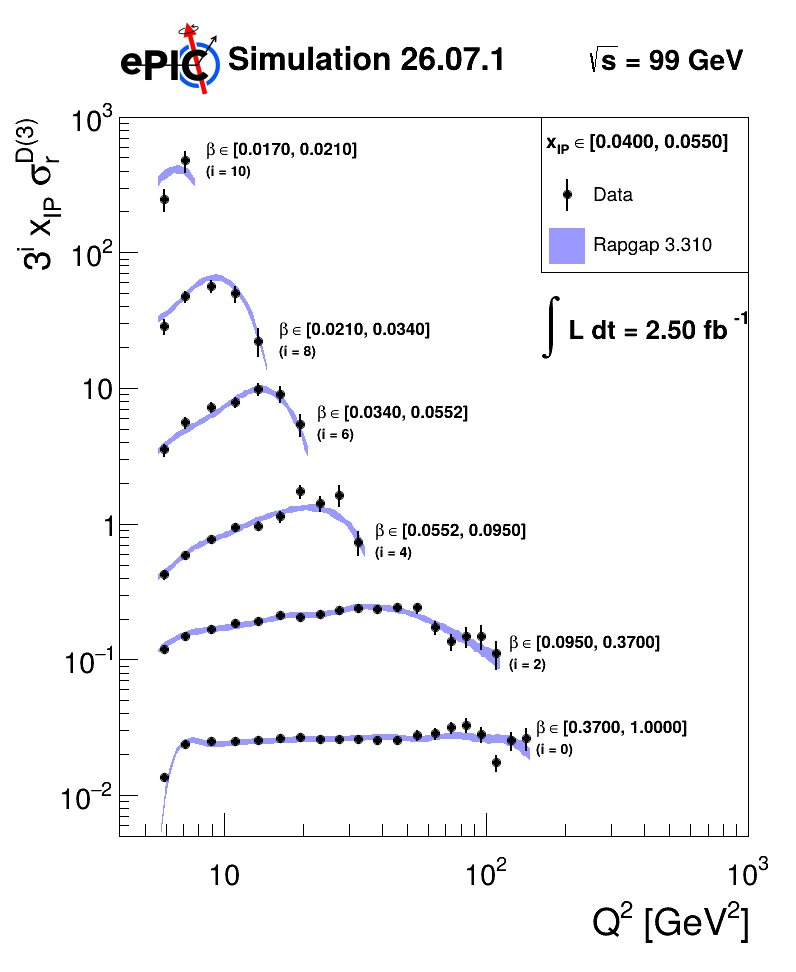 ePIC Simulation 26.07.1 √s = 99 GeV
3^i x_IP σ_r^D(3)
10^3
10^2
10
1
10^−1
10^−2
β ∈ [0.0170, 0.0210]
(i = 10)
x_IP ∈ [0.0400, 0.0550]
Data
Rapgap 3.310
∫ L dt = 2.50 fb^-1
β ∈ [0.0210, 0.0340]
(i = 8)
β ∈ [0.0340, 0.0552]
(i = 6)
β ∈ [0.0552, 0.0950]
(i = 4)
β ∈ [0.0950, 0.3700]
(i = 2)
β ∈ [0.3700, 1.0000]
(i = 0)
10 10^2 10^3
Q^2 [GeV^2]